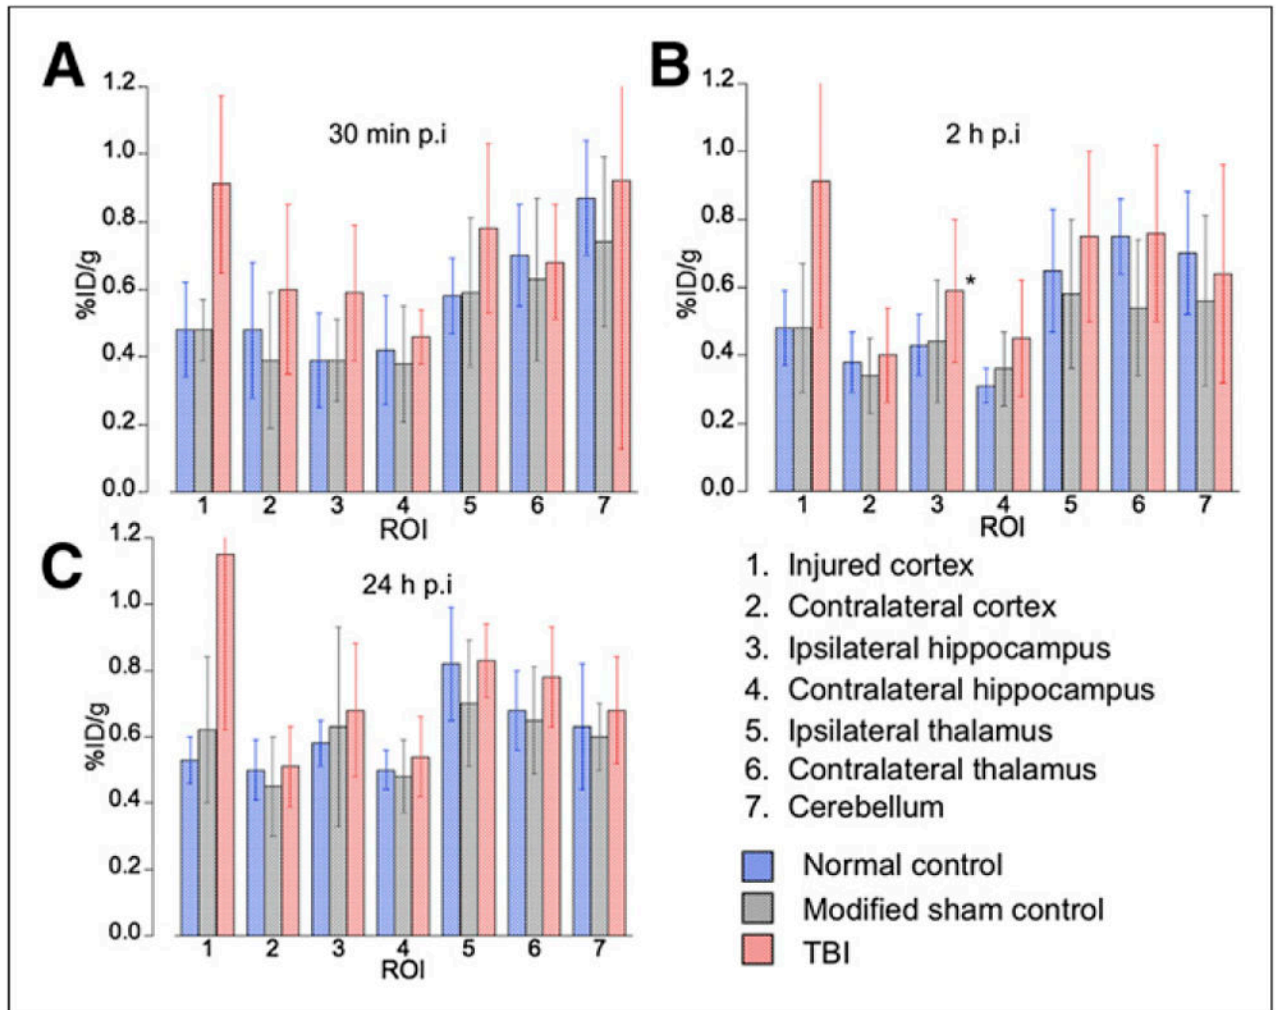 A
1.2
1.0
0.8
0.6
0.4
0.2
0.0
%ID/g
30 min p.i
1 2 3 4 5 6 7
ROI
B
1.2
1.0
0.8
0.6
0.4
0.2
0.0
%ID/g
2 h p.i
*
1 2 3 4 5 6 7
ROI
C
1.2
1.0
0.8
0.6
0.4
0.2
0.0
%ID/g
24 h p.i
1 2 3 4 5 6 7
ROI
1. Injured cortex
2. Contralateral cortex
3. Ipsilateral hippocampus
4. Contralateral hippocampus
5. Ipsilateral thalamus
6. Contralateral thalamus
7. Cerebellum
Normal control
Modified sham control
TBI